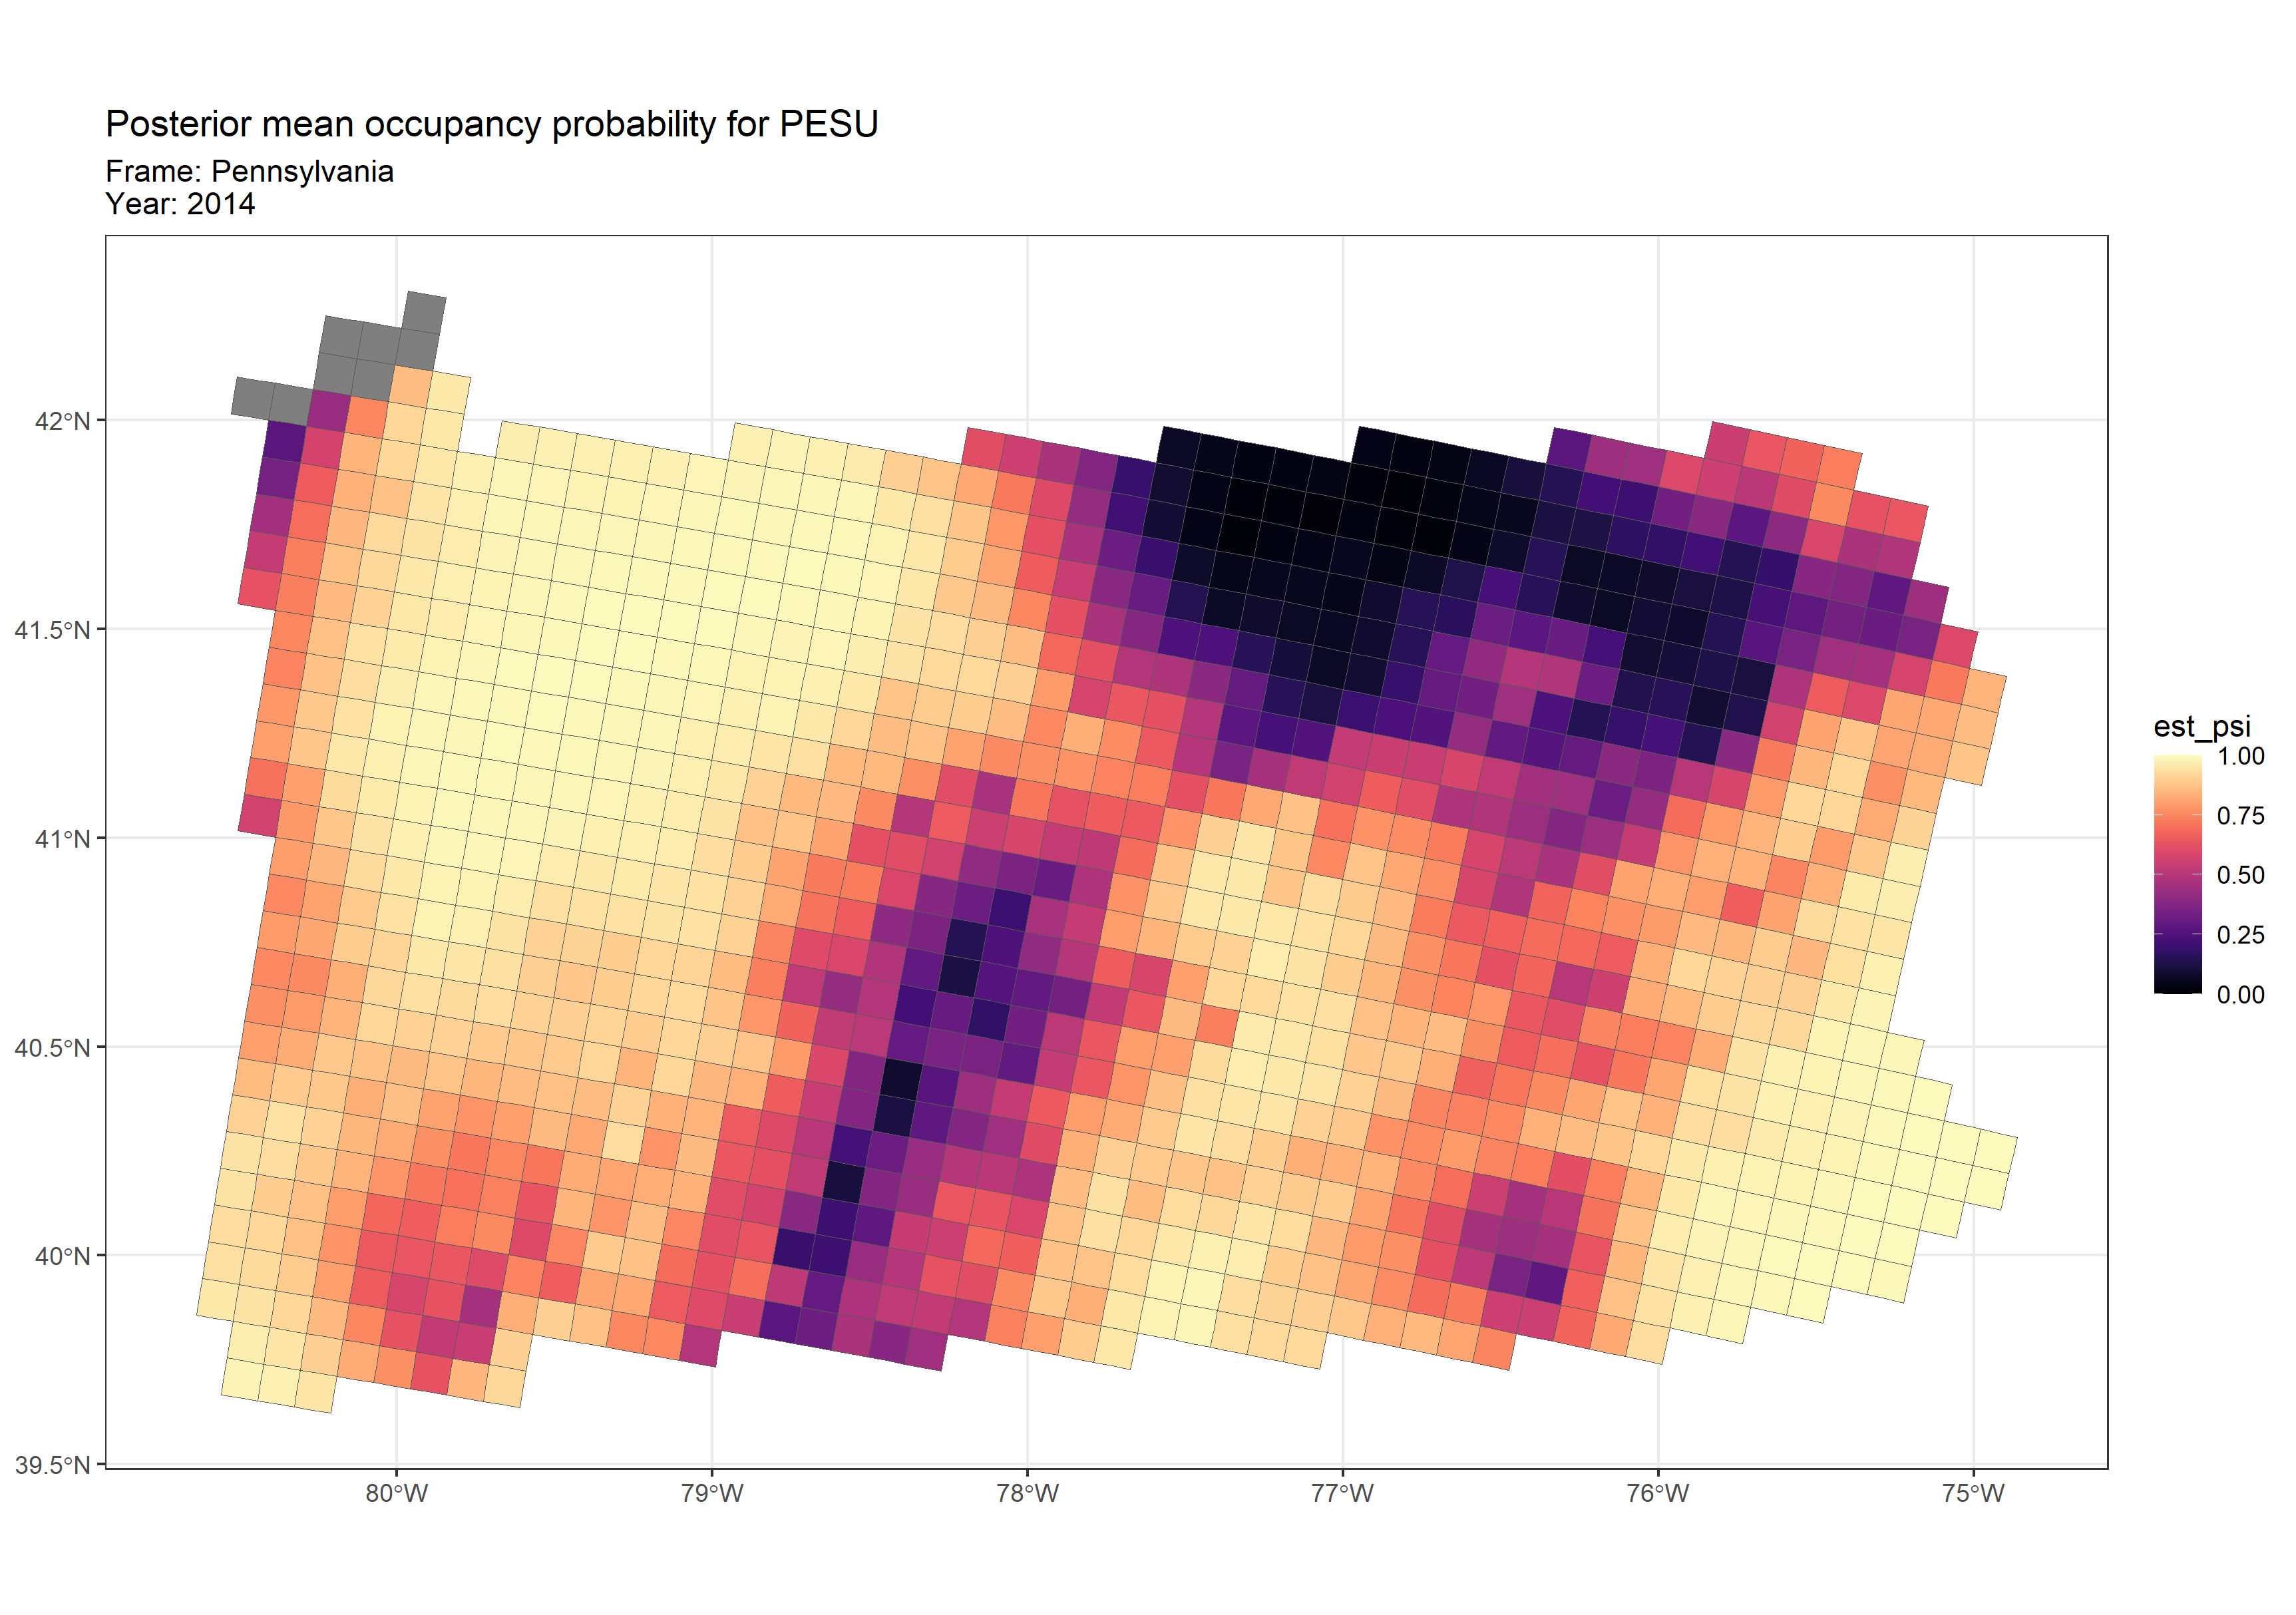 Posterior mean occupancy probability for PESU
Frame: Pennsylvania
Year: 2014
42°N
41.5°N
41°N
40.5°N
40°N
39.5°N
80°W
79°W
78°W
77°W
76°W
75°W
est_psi
1.00
0.75
0.50
0.25
0.00